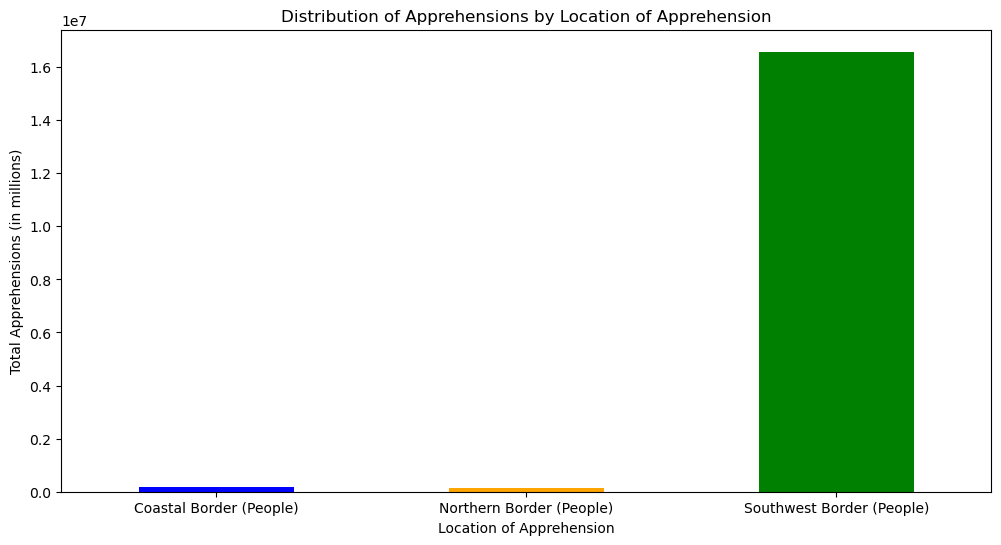 Distribution of Apprehensions by Location of Apprehension
1e7
1.6
1.4
1.2
1.0
0.8
0.6
0.4
0.2
0.0
Total Apprehensions (in millions)
Coastal Border (People) Northern Border (People) Southwest Border (People)
Location of Apprehension